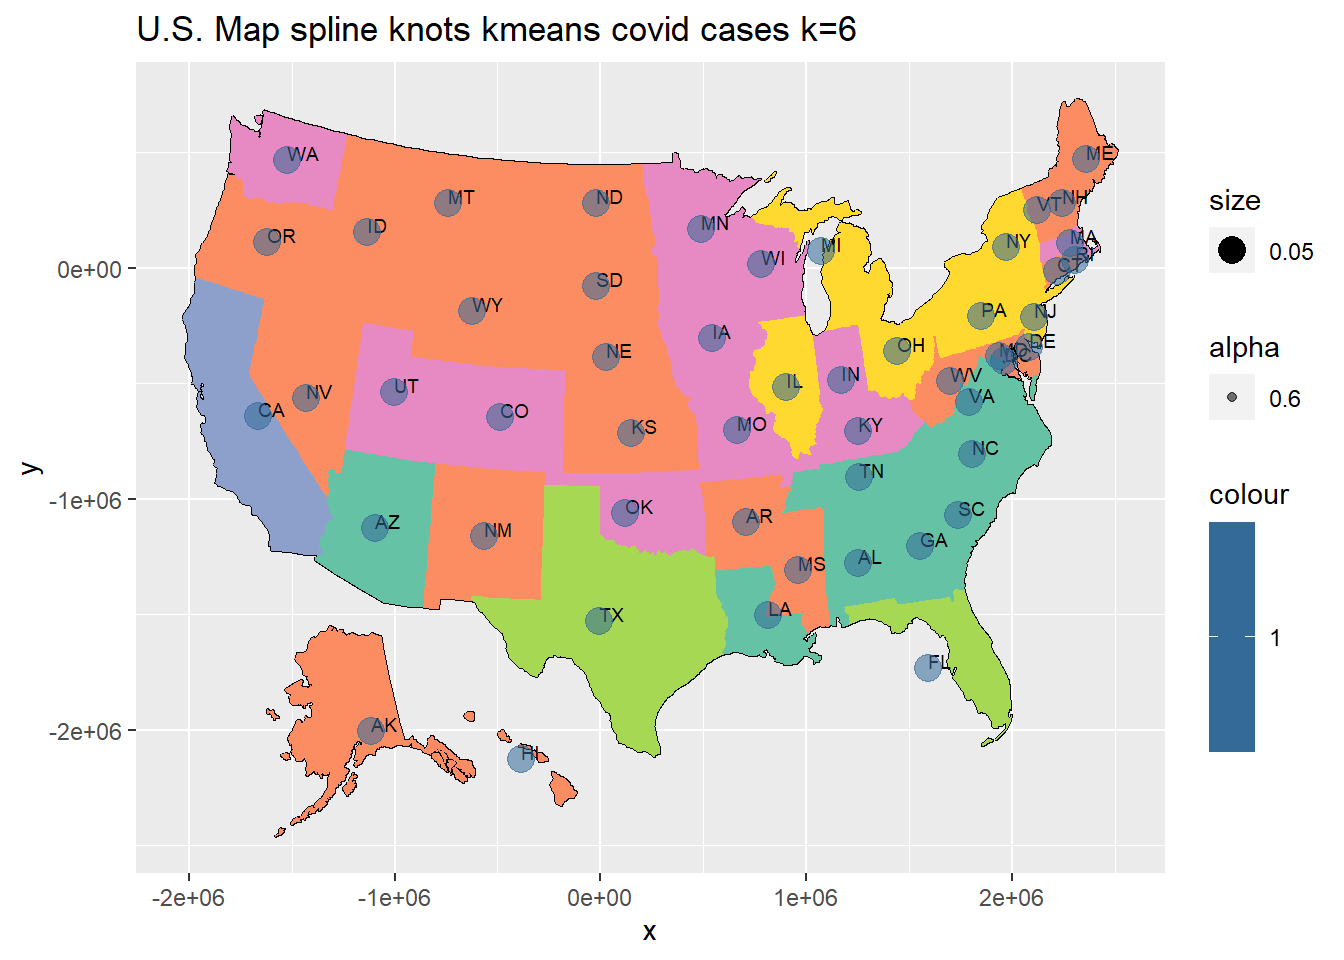 U.S. Map spline knots kmeans covid cases k=6
WA
MT
ND
ME
OR
ID
MN
VT
NH
NY
MA
WI
MI
RI
CT
WY
SD
PA
NJ
NE
IA
OH
DE
MD
DC
UT
IL
IN
WV
NV
CO
VA
CA
KS
MO
KY
NC
TN
AZ
NM
OK
AR
SC
GA
MS
AL
TX
LA
FL
AK
HI
0e+00
-1e+06
-2e+06
y
-2e+06
-1e+06
0e+00
1e+06
2e+06
x
size
0.05
alpha
0.6
colour
1